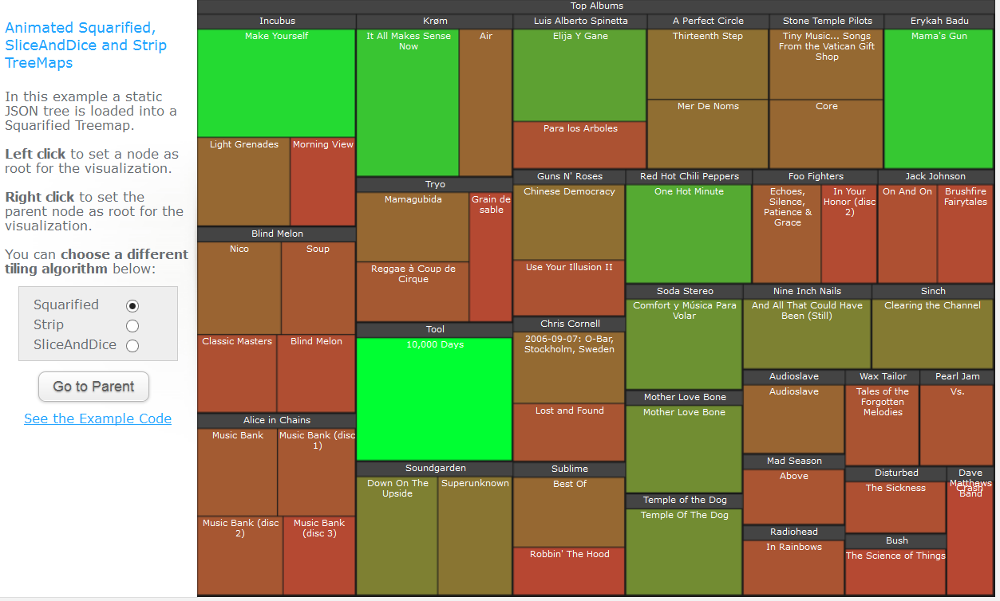 Animated Squarified,
SliceAndDice and Strip
TreeMaps
In this example a static
JSON tree is loaded into a
Squarified Treemap.
Left click to set a node as
root for the visualization.
Right click to set the
parent node as root for the
visualization.
You can choose a different
tiling algorithm below:
Squarified
Strip
SliceAndDice
Go to Parent
See the Example Code
Top Albums
Incubus
Make Yourself
Light Grenades
Morning View
Blind Melon
Nico
Soup
Classic Masters
Blind Melon
Alice in Chains
Music Bank
Music Bank (disc
1)
Music Bank (disc
2)
Music Bank
(disc 3)
Krøm
It All Makes Sense
Now
Air
Tryo
Mamagubida
Grain de
sable
Reggae à Coup de
Cirque
Tool
10,000 Days
Soundgarden
Down On The
Upside
Superunknown
Luis Alberto Spinetta
Elija Y Gane
Para los Arboles
A Perfect Circle
Thirteenth Step
Mer De Noms
Stone Temple Pilots
Tiny Music... Songs
From the Vatican Gift
Shop
Core
Erykah Badu
Mama's Gun
Guns N' Roses
Chinese Democracy
Use Your Illusion II
Chris Cornell
2006-09-07: O-Bar,
Stockholm, Sweden
Lost and Found
Sublime
Best Of
Robbin' The Hood
Red Hot Chili Peppers
One Hot Minute
Foo Fighters
Echoes,
Silence,
Patience &
Grace
In Your
Honor (disc
2)
Jack Johnson
On And On
Brushfire
Fairytales
Soda Stereo
Comfort y Música Para
Volar
Mother Love Bone
Mother Love Bone
Temple of the Dog
Temple Of The Dog
Nine Inch Nails
And All That Could Have
Been (Still)
Sinch
Clearing the Channel
Audioslave
Audioslave
Wax Tailor
Tales of the
Forgotten
Melodies
Pearl Jam
Vs.
Mad Season
Above
Radiohead
In Rainbows
Disturbed
The Sickness
Bush
The Science of Things
Dave
Matthews
Band
Crash